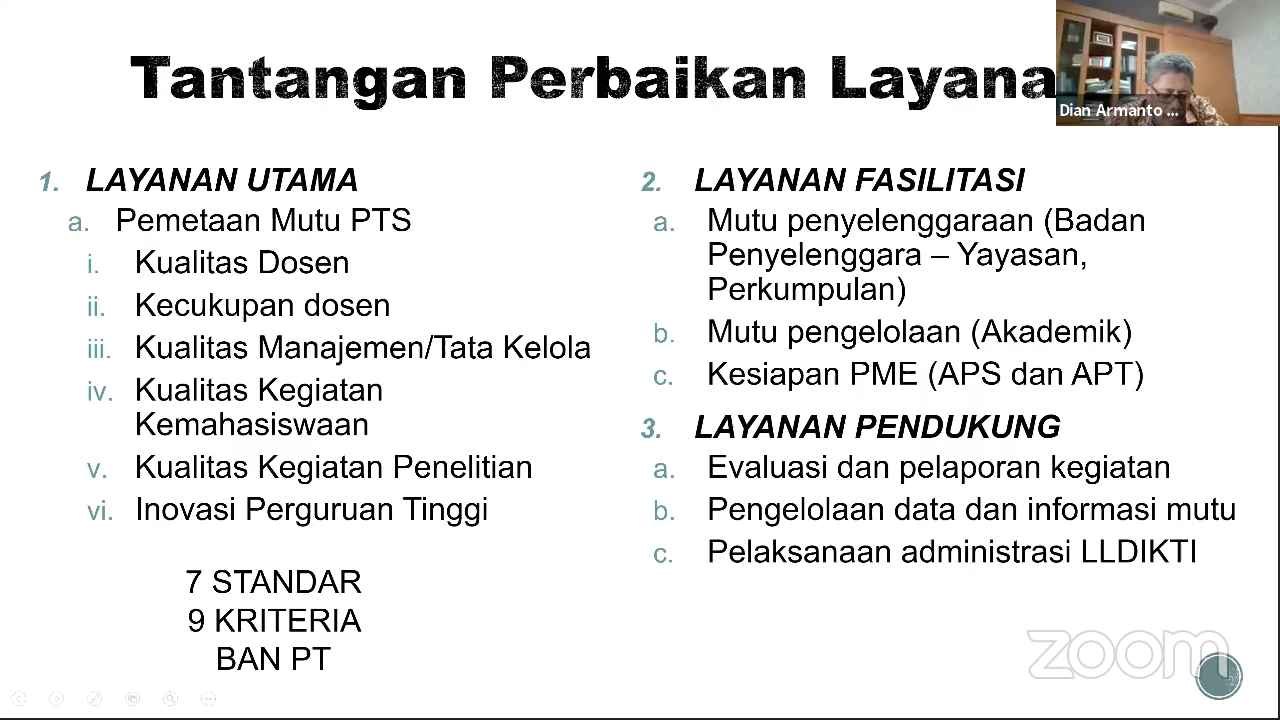 Tantangan Perbaikan Layana
Dian Armanto ...
1. LAYANAN UTAMA
a. Pemetaan Mutu PTS
i. Kualitas Dosen
ii. Kecukupan dosen
iii. Kualitas Manajemen/Tata Kelola
iv. Kualitas Kegiatan
Kemahasiswaan
v. Kualitas Kegiatan Penelitian
vi. Inovasi Perguruan Tinggi
7 STANDAR
9 KRITERIA
BAN PT
2. LAYANAN FASILITASI
a. Mutu penyelenggaraan (Badan
Penyelenggara – Yayasan,
Perkumpulan)
b. Mutu pengelolaan (Akademik)
c. Kesiapan PME (APS dan APT)
3. LAYANAN PENDUKUNG
a. Evaluasi dan pelaporan kegiatan
b. Pengelolaan data dan informasi mutu
c. Pelaksanaan administrasi LLDIKTI
zoom